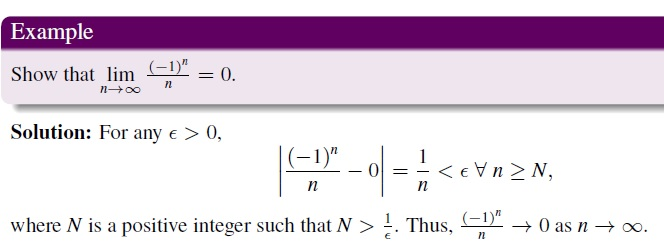 Example
Show that lim_{n→∞} (−1)^n/n = 0.
Solution: For any ϵ > 0,
|(−1)^n/n − 0| = 1/n < ϵ ∀ n ≥ N,
where N is a positive integer such that N > 1/ϵ. Thus, (−1)^n/n → 0 as n → ∞.